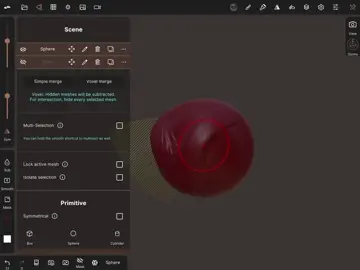 Scene
Sphere
Simple merge
Voxel merge
Voxel: Hidden meshes will be subtracted.
For intersection, hide every selected mesh.
Multi-Selection
You can hold the smooth shortcut to multiselect as well
Lock active mesh
Isolate selection
Primitive
Symmetrical
Box
Sphere
Cylinder
Sym
Sub
Smooth
Mask
View
Mask
Sphere